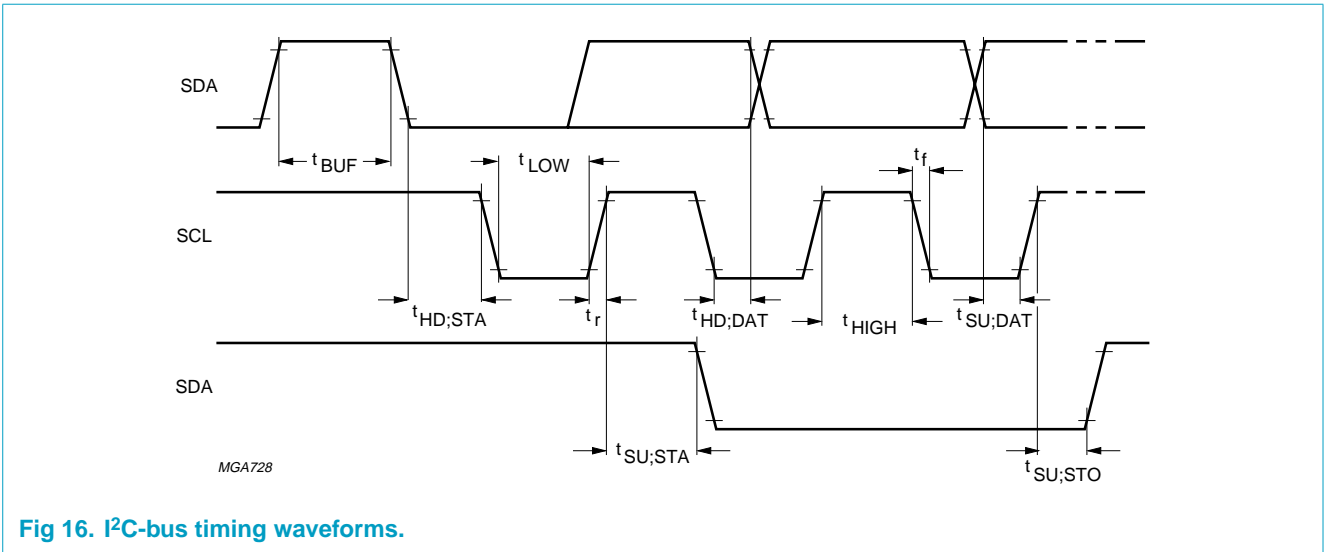 SDA
t BUF
t LOW
t f
SCL
t HD;STA
t r
t HD;DAT
t HIGH
t SU;DAT
SDA
t SU;STA
t SU;STO
MGA728
Fig 16. I²C-bus timing waveforms.